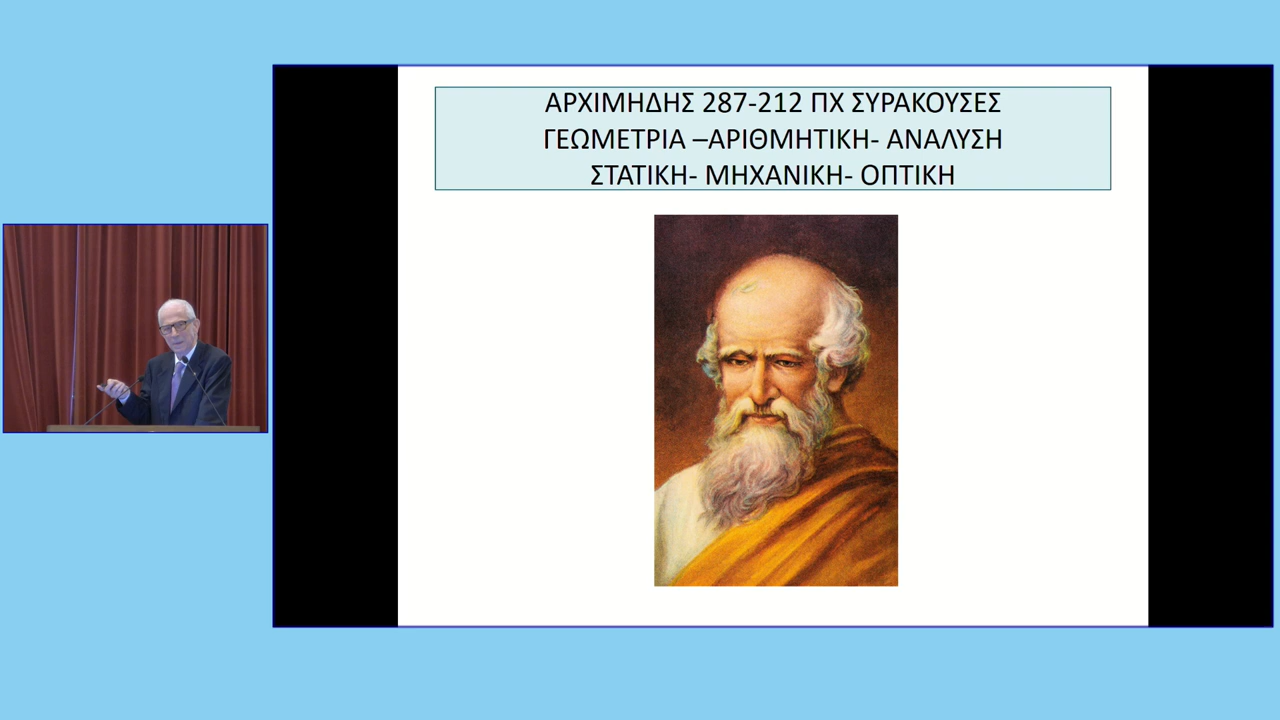 ΑΡΧΙΜΗΔΗΣ 287-212 ΠΧ ΣΥΡΑΚΟΥΣΕΣ
ΓΕΩΜΕΤΡΙΑ –ΑΡΙΘΜΗΤΙΚΗ- ΑΝΑΛΥΣΗ
ΣΤΑΤΙΚΗ- ΜΗΧΑΝΙΚΗ- ΟΠΤΙΚΗ